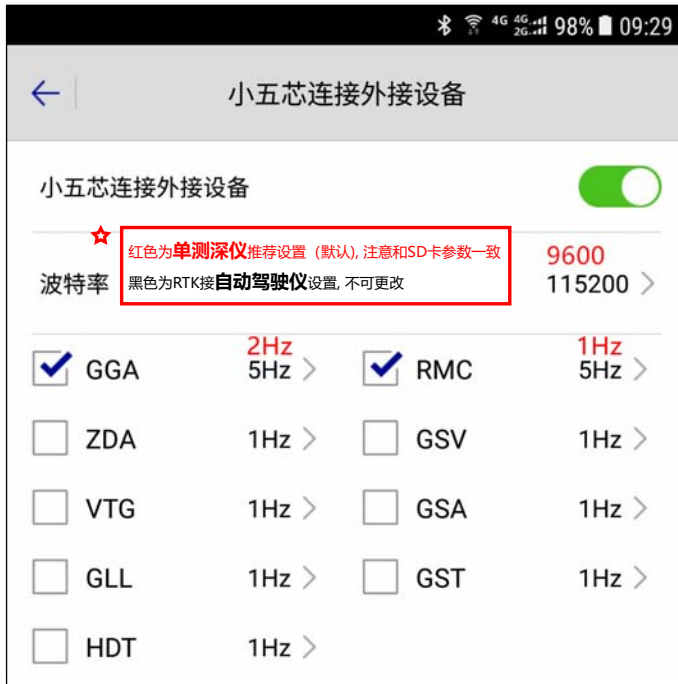 4G 4G 2G 98% 09:29
小五芯连接外接设备
小五芯连接外接设备
红色为单测深仪推荐设置（默认), 注意和SD卡参数一致
黑色为RTK接自动驾驶仪设置, 不可更改
9600
波特率 115200
2Hz 1Hz
GGA 5Hz RMC 5Hz
ZDA 1Hz GSV 1Hz
VTG 1Hz GSA 1Hz
GLL 1Hz GST 1Hz
HDT 1Hz